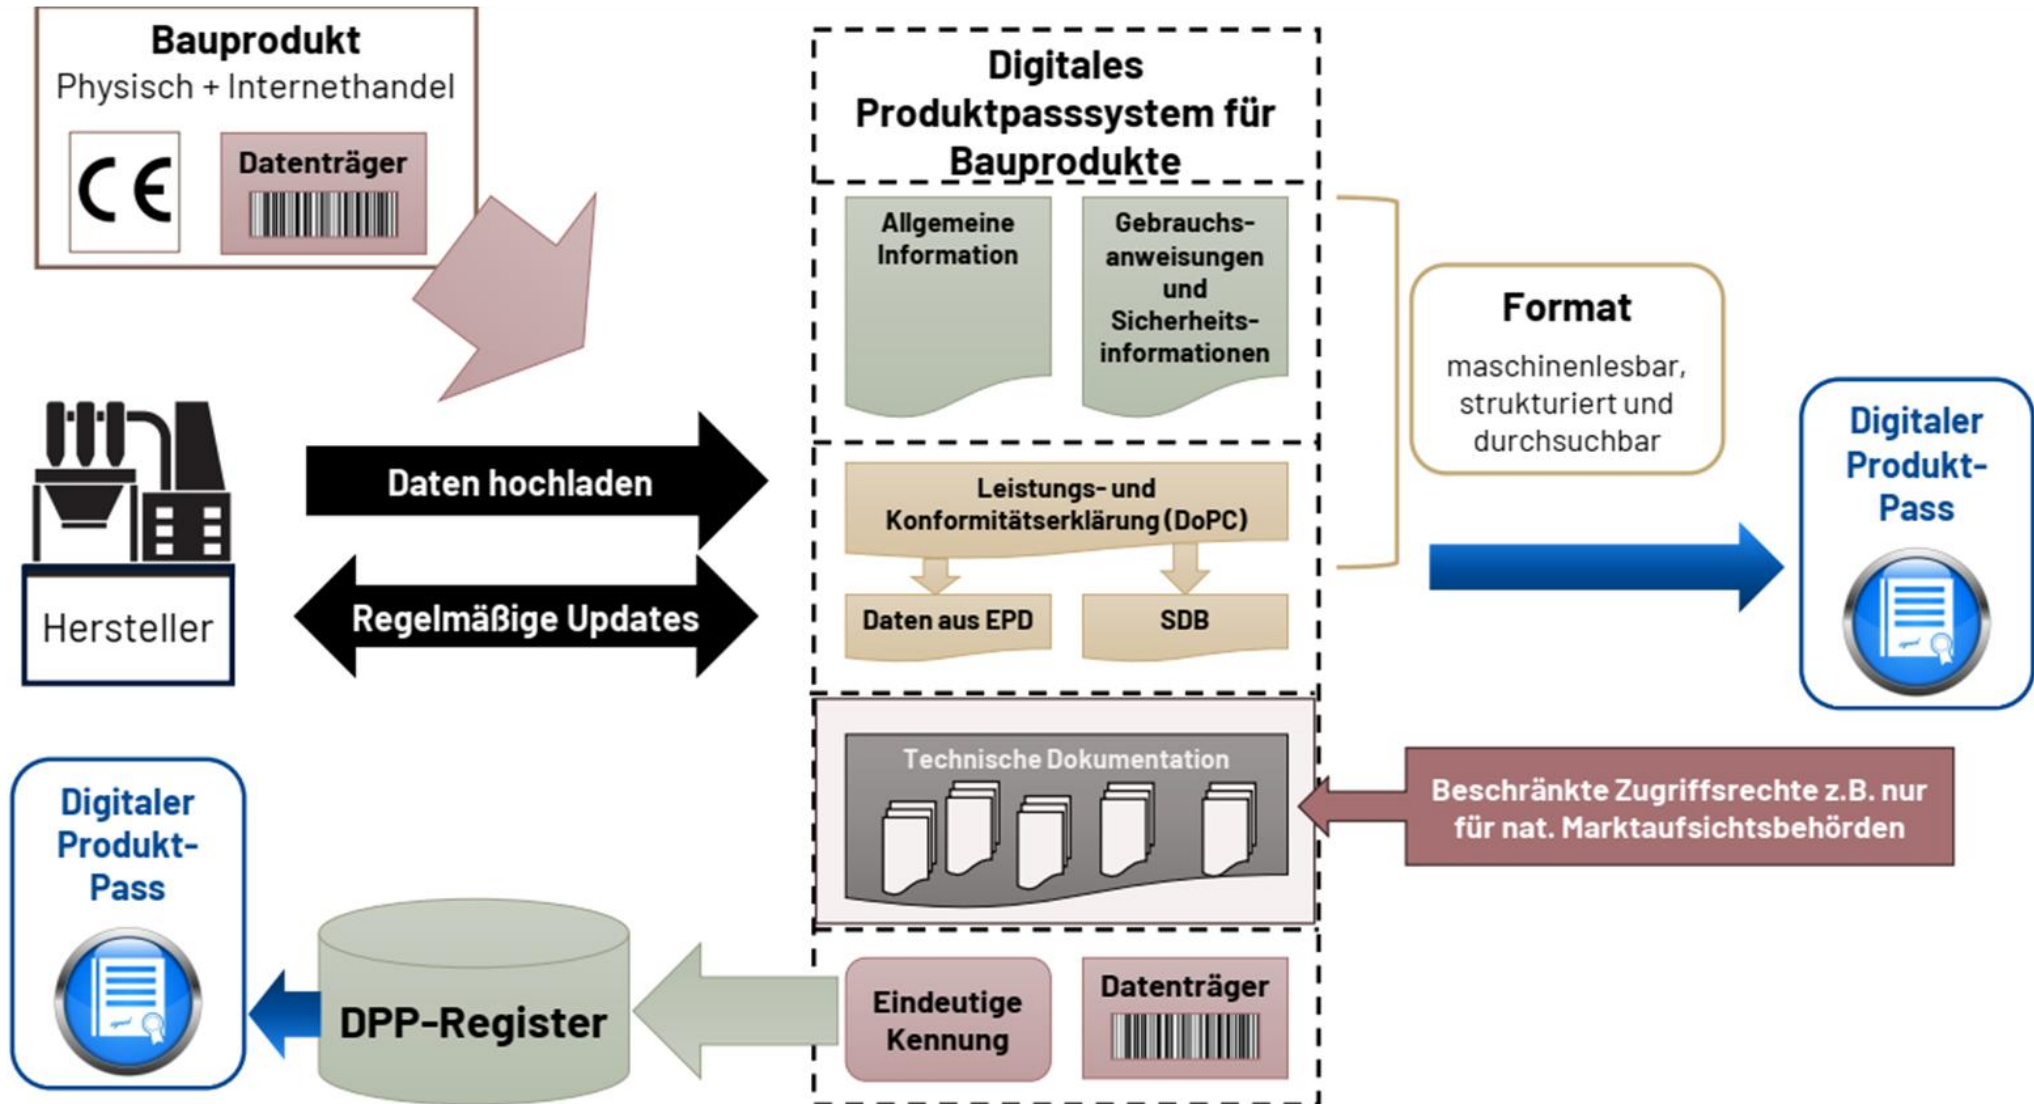 Bauprodukt
Physisch + Internethandel
CE
Datenträger
Digitales
Produktpasssystem für
Bauprodukte
Allgemeine
Information
Gebrauchs-
anweisungen
und
Sicherheits-
informationen
Format
maschinenlesbar,
strukturiert und
durchsuchbar
Digitaler
Produkt-
Pass
Daten hochladen
Regelmäßige Updates
Hersteller
Leistungs- und
Konformitätserklärung (DoPC)
Daten aus EPD
SDB
Technische Dokumentation
Beschränkte Zugriffsrechte z.B. nur
für nat. Marktaufsichtsbehörden
Digitaler
Produkt-
Pass
DPP-Register
Eindeutige
Kennung
Datenträger